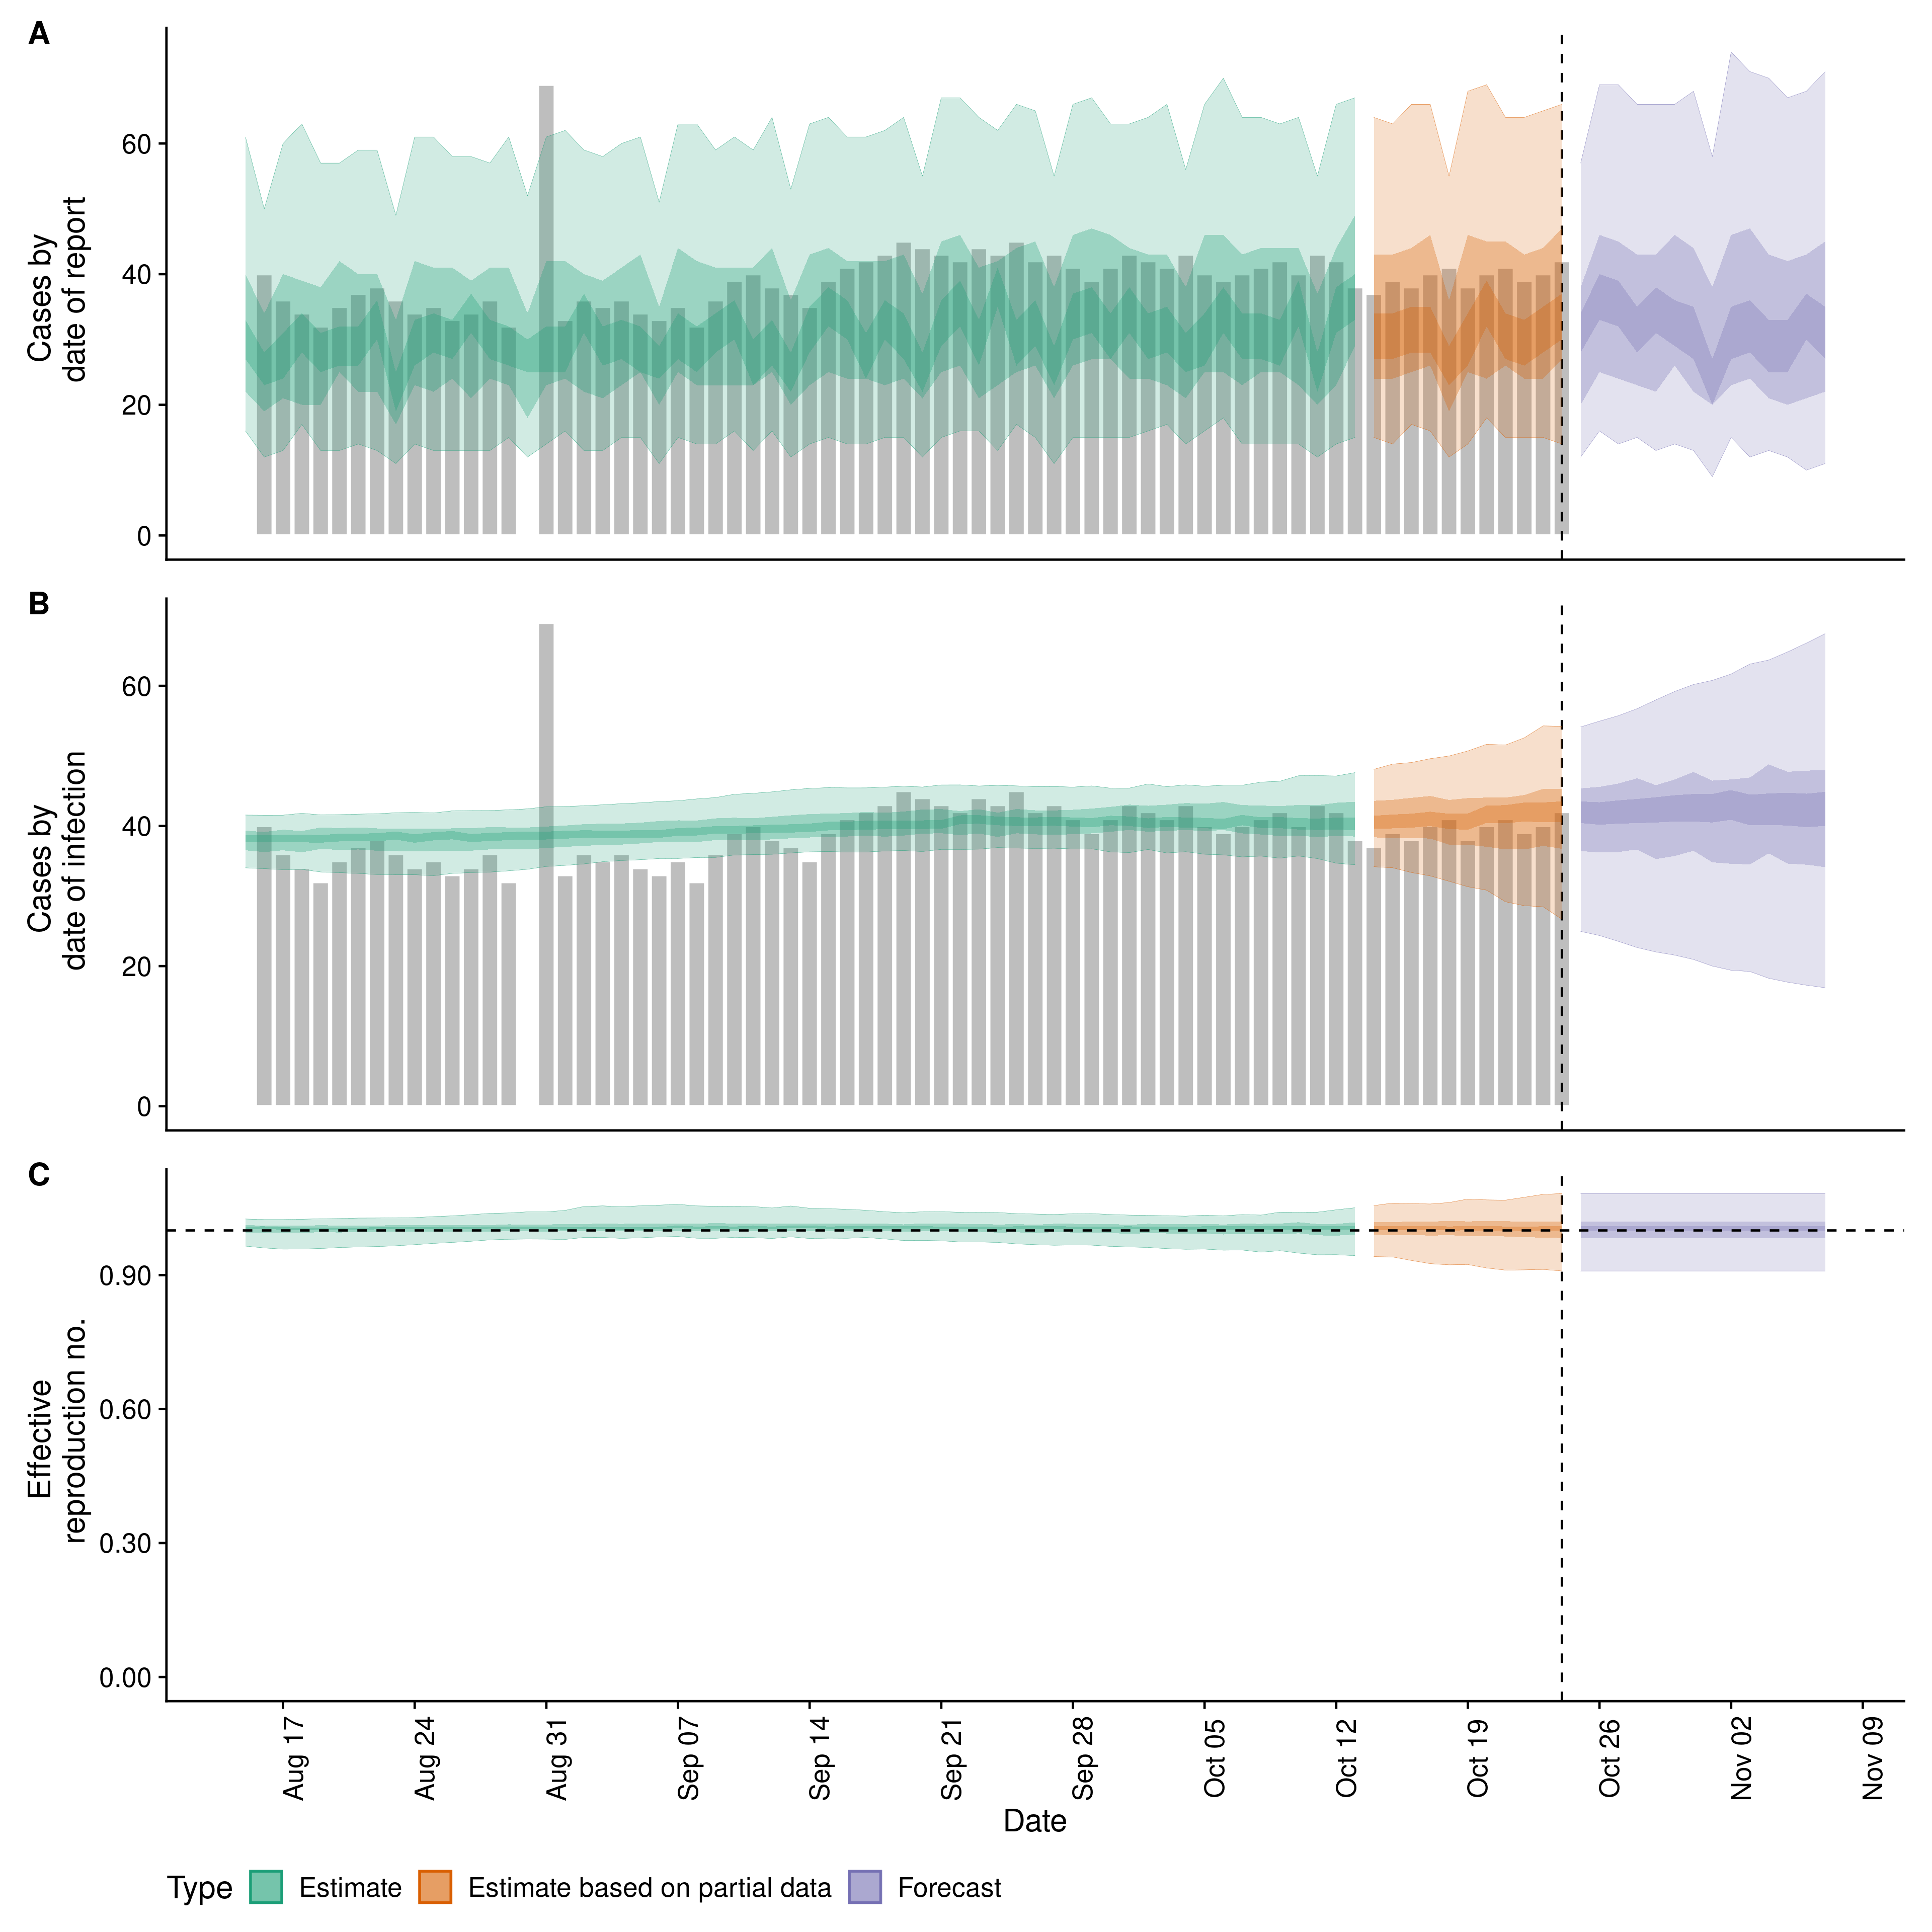 A
Cases by
date of report
60
40
20
0
B
Cases by
date of infection
60
40
20
0
C
Effective
reproduction no.
0.90
0.60
0.30
0.00
Aug 17
Aug 24
Aug 31
Sep 07
Sep 14
Sep 21
Sep 28
Oct 05
Oct 12
Oct 19
Oct 26
Nov 02
Nov 09
Date
Type Estimate Estimate based on partial data Forecast